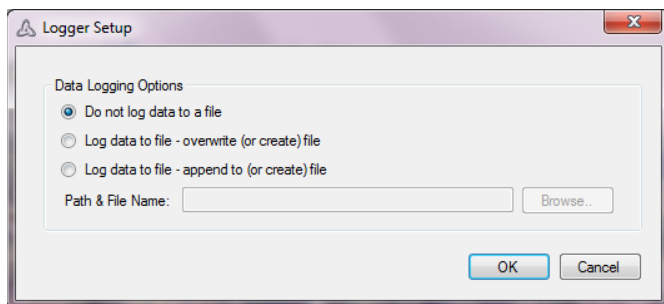 Logger Setup
Data Logging Options
Do not log data to a file
Log data to file - overwrite (or create) file
Log data to file - append to (or create) file
Path & File Name:
Browse..
OK
Cancel